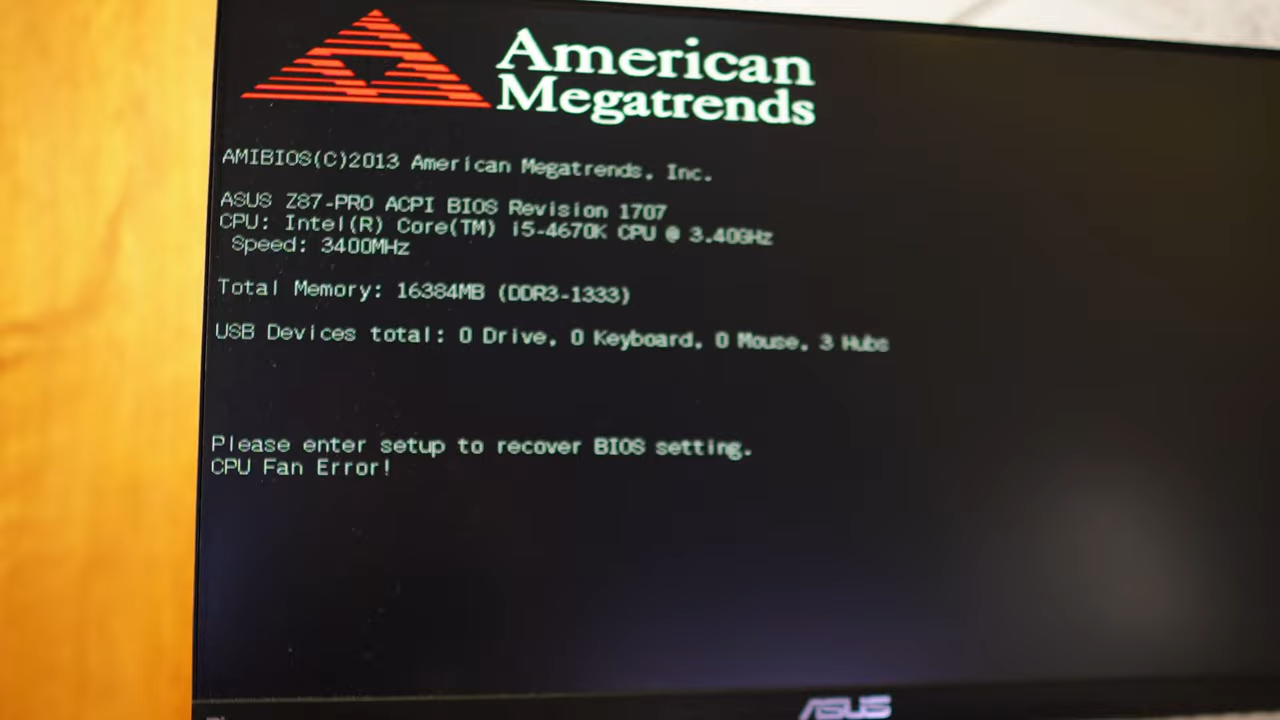 American
Megatrends
AMIBIOS(C)2013 American Megatrends, Inc.
ASUS Z87-PRO ACPI BIOS Revision 1707
CPU: Intel(R) Core(TM) i5-4670K CPU @ 3.40GHz
Speed: 3400MHz
Total Memory: 16384MB (DDR3-1333)
USB Devices total: 0 Drive, 0 Keyboard, 0 Mouse, 3 Hubs
Please enter setup to recover BIOS setting.
CPU Fan Error!
ASUS